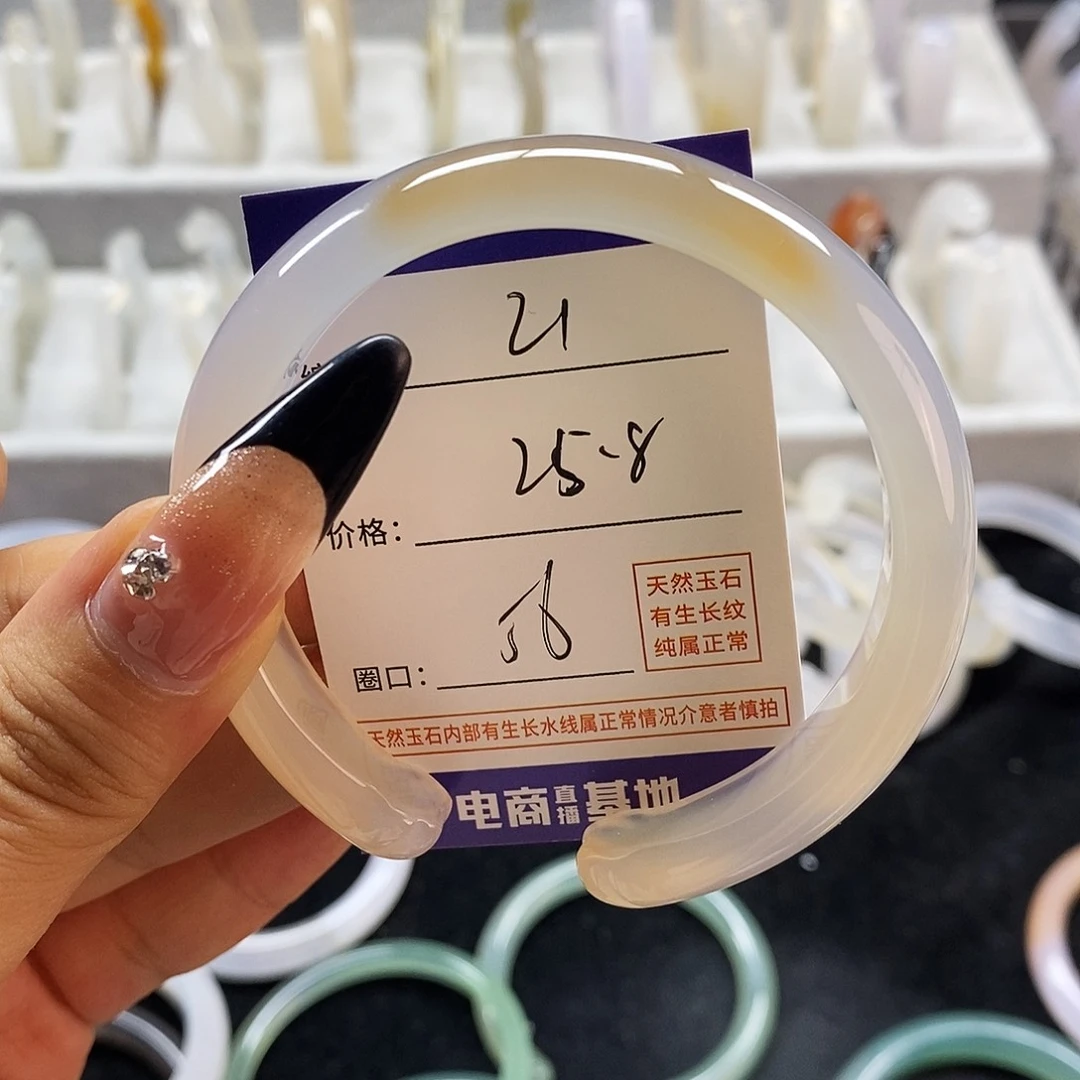 21
25.8
价格：
58
圈口：
天然玉石
有生长纹
纯属正常
天然玉石内部有生长水线属正常情况介意者慎拍
电商直播基地